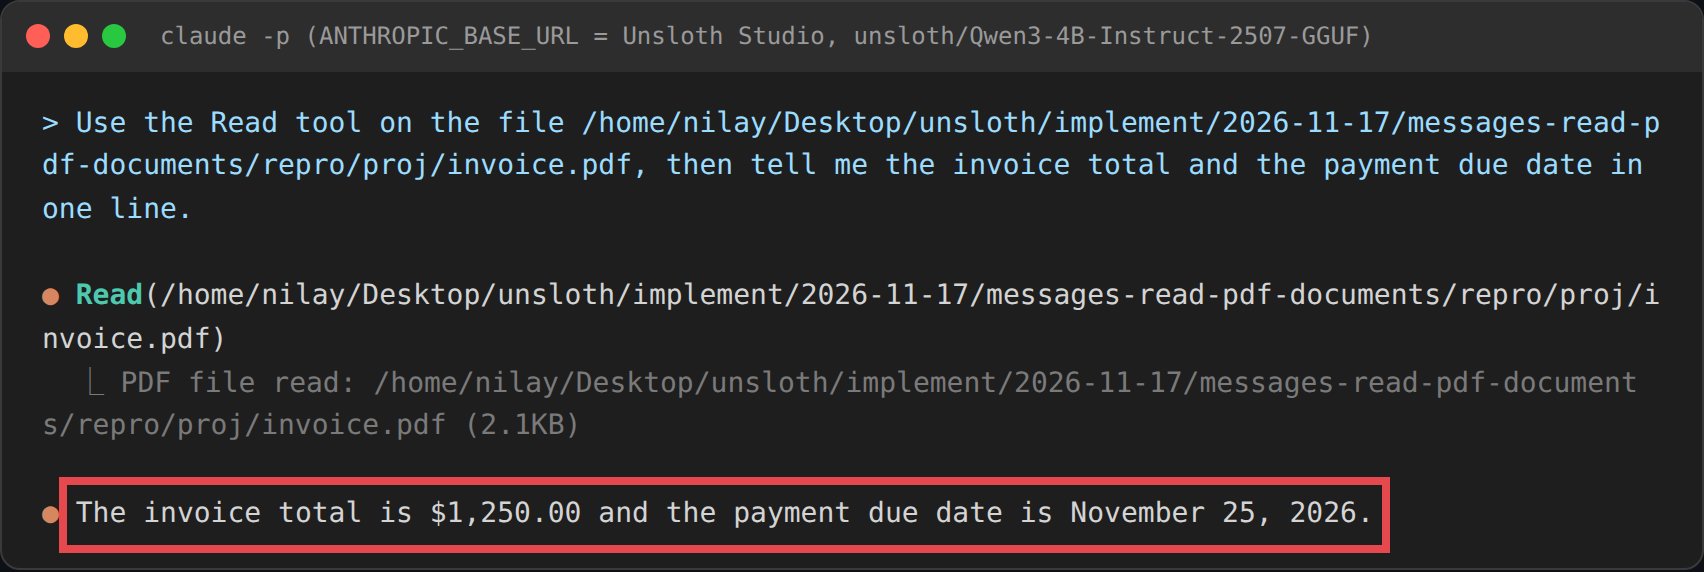 claude -p (ANTHROPIC_BASE_URL = Unsloth Studio, unsloth/Qwen3-4B-Instruct-2507-GGUF)
> Use the Read tool on the file /home/nilay/Desktop/unsloth/implement/2026-11-17/messages-read-p
df-documents/repro/proj/invoice.pdf, then tell me the invoice total and the payment due date in
one line.
● Read(/home/nilay/Desktop/unsloth/implement/2026-11-17/messages-read-pdf-documents/repro/proj/i
nvoice.pdf)
⎿ PDF file read: /home/nilay/Desktop/unsloth/implement/2026-11-17/messages-read-pdf-document
s/repro/proj/invoice.pdf (2.1KB)
● The invoice total is $1,250.00 and the payment due date is November 25, 2026.